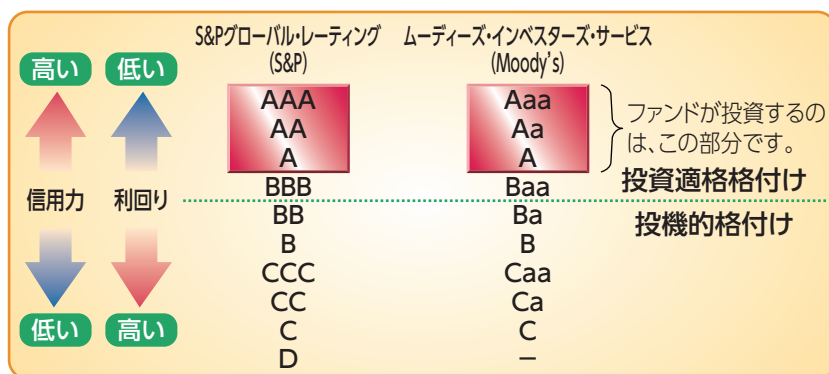 S&Pグローバル・レーティング ムーディーズ・インベスターズ・サービス
(S&P) (Moody's)
高い 低い
AAA Aaa
AA Aa
A A
ファンドが投資するの
は、この部分です。
BBB Baa 投資適格格付け
信用力 利回り
BB Ba 投機的格付け
B B
CCC Caa
CC Ca
低い 高い
C C
D –